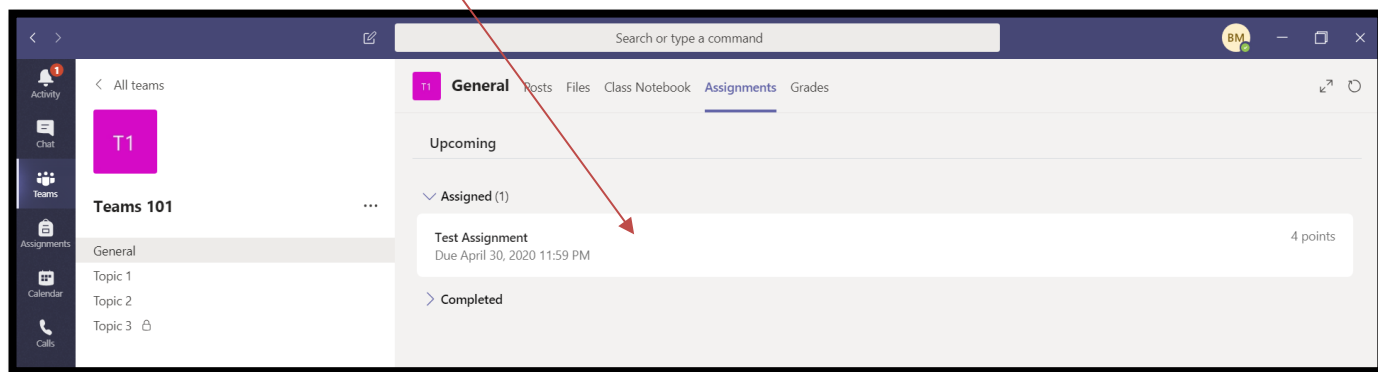 Search or type a command
BM
1
Activity
Chat
Teams
Assignments
Calendar
Calls
All teams
T1
Teams 101
...
General
Topic 1
Topic 2
Topic 3
T1 General Posts Files Class Notebook Assignments Grades
Upcoming
Assigned (1)
Test Assignment
4 points
Due April 30, 2020 11:59 PM
Completed